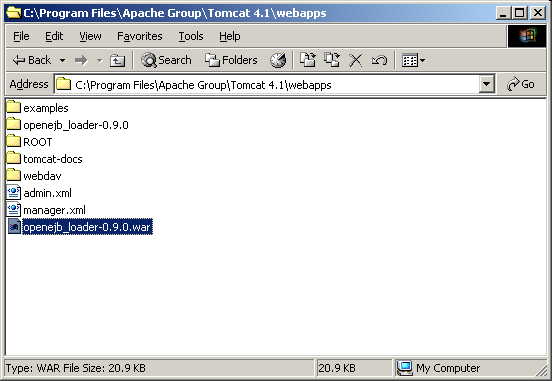 C:\Program Files\Apache Group\Tomcat 4.1\webapps
File Edit View Favorites Tools Help
Back Search Folders
Address C:\Program Files\Apache Group\Tomcat 4.1\webapps Go
examples
openejb_loader-0.9.0
ROOT
tomcat-docs
webdav
admin.xml
manager.xml
openejb_loader-0.9.0.war
Type: WAR File Size: 20.9 KB 20.9 KB My Computer